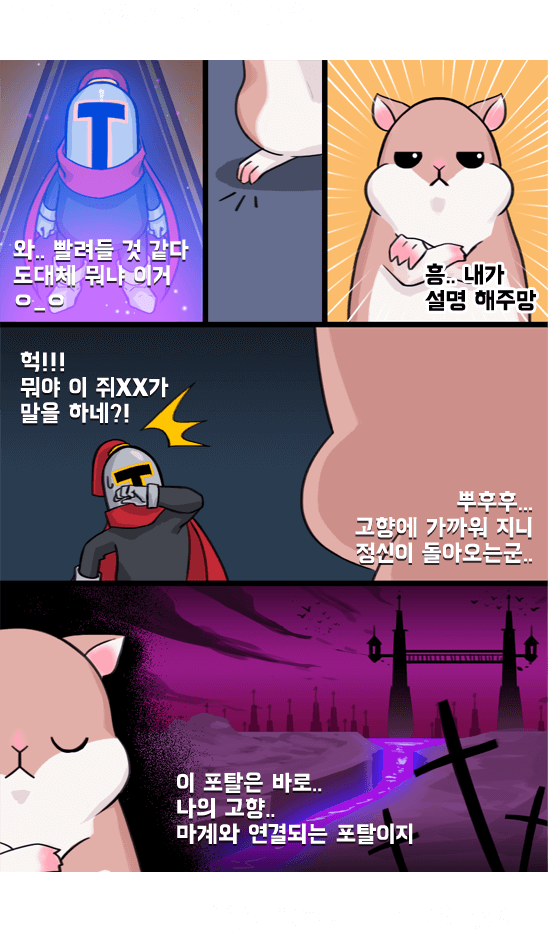 와.. 빨려들 것 같다
도대체 뭐냐 이거
ㅇ_ㅇ
흥.. 내가
설명 해주망
헉!!!
뭐야 이 쥐XX가
말을 하네?!
뿌후후...
고향에 가까워 지니
정신이 돌아오는군..
이 포탈은 바로..
나의 고향..
마계와 연결되는 포탈이지